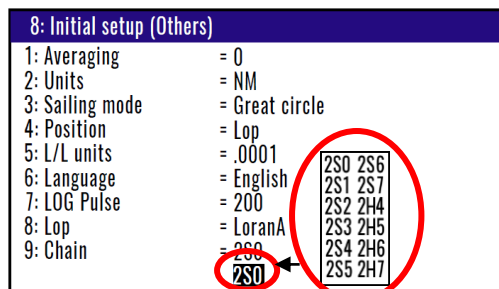 8: Initial setup (Others)
1: Averaging = 0
2: Units = NM
3: Sailing mode = Great circle
4: Position = Lop
5: L/L units = .0001
6: Language = English
7: LOG Pulse = 200
8: Lop = LoranA
9: Chain = 2S0
2S0
2S0 2S6
2S1 2S7
2S2 2H4
2S3 2H5
2S4 2H6
2S5 2H7